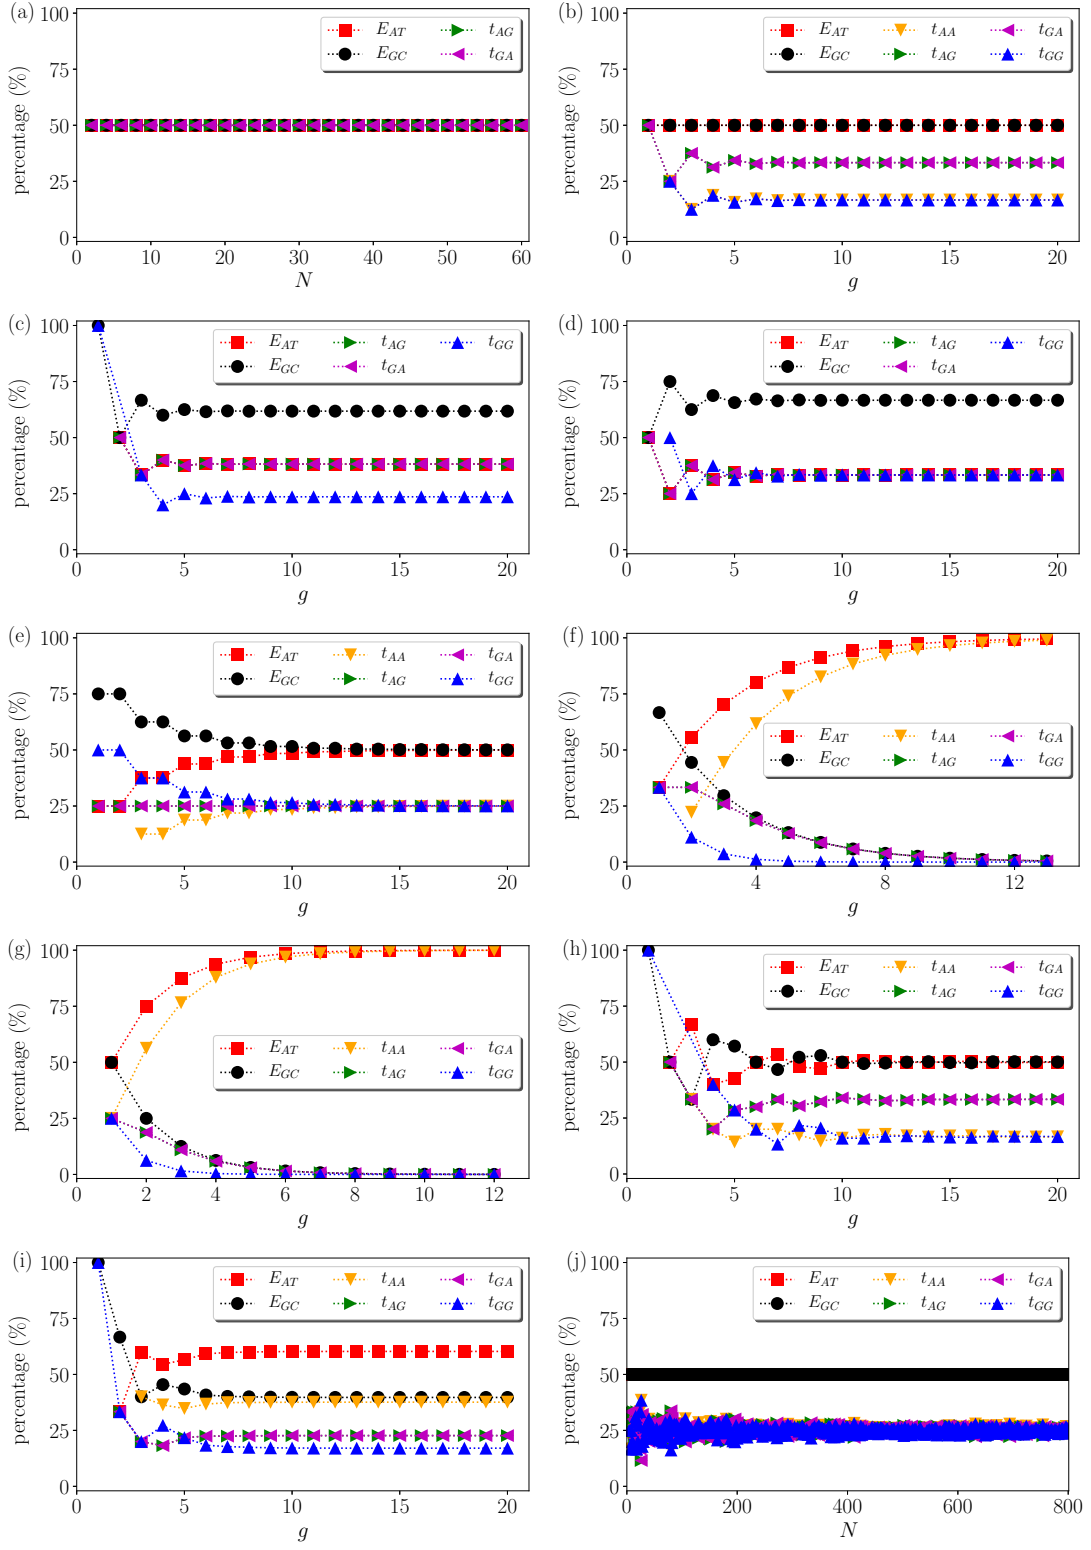 (a)
percentage (%)
100
75
50
25
0
E_AT t_AG
E_GC t_GA
0 10 20 30 40 50 60
N
(b)
percentage (%)
100
75
50
25
0
E_AT t_AA t_GA
E_GC t_AG t_GG
0 5 10 15 20
g
(c)
percentage (%)
100
75
50
25
0
E_AT t_AG t_GG
E_GC t_GA
0 5 10 15 20
g
(d)
percentage (%)
100
75
50
25
0
E_AT t_AG t_GG
E_GC t_GA
0 5 10 15 20
g
(e)
percentage (%)
100
75
50
25
0
E_AT t_AA t_GA
E_GC t_AG t_GG
0 5 10 15 20
g
(f)
percentage (%)
100
75
50
25
0
E_AT t_AA t_GA
E_GC t_AG t_GG
0 4 8 12
g
(g)
percentage (%)
100
75
50
25
0
E_AT t_AA t_GA
E_GC t_AG t_GG
0 2 4 6 8 10 12
g
(h)
percentage (%)
100
75
50
25
0
E_AT t_AA t_GA
E_GC t_AG t_GG
0 5 10 15 20
g
(i)
percentage (%)
100
75
50
25
0
E_AT t_AA t_GA
E_GC t_AG t_GG
0 5 10 15 20
g
(j)
percentage (%)
100
75
50
25
0
E_AT t_AA t_GA
E_GC t_AG t_GG
0 200 400 600 800
N